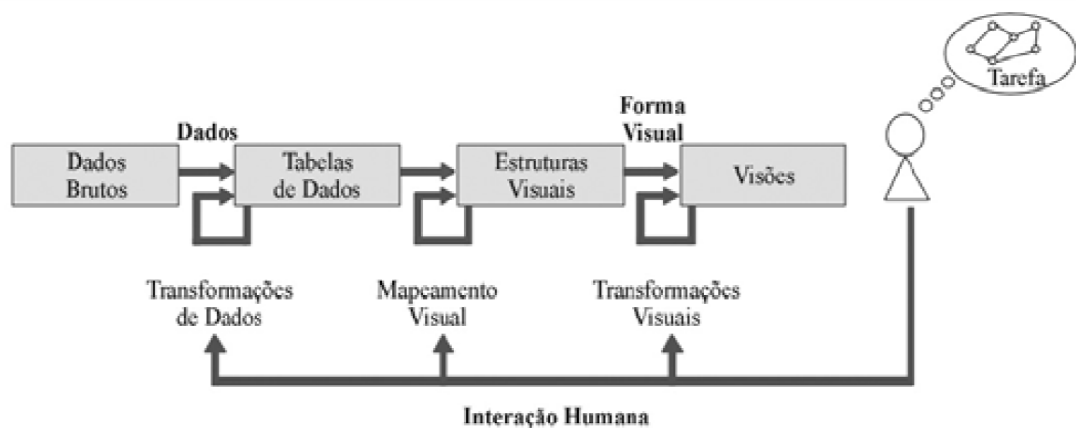 Tarefa
Forma
Visual
Dados
Dados
Brutos
Tabelas
de Dados
Estruturas
Visuais
Visões
Transformações
de Dados
Mapeamento
Visual
Transformações
Visuais
Interação Humana